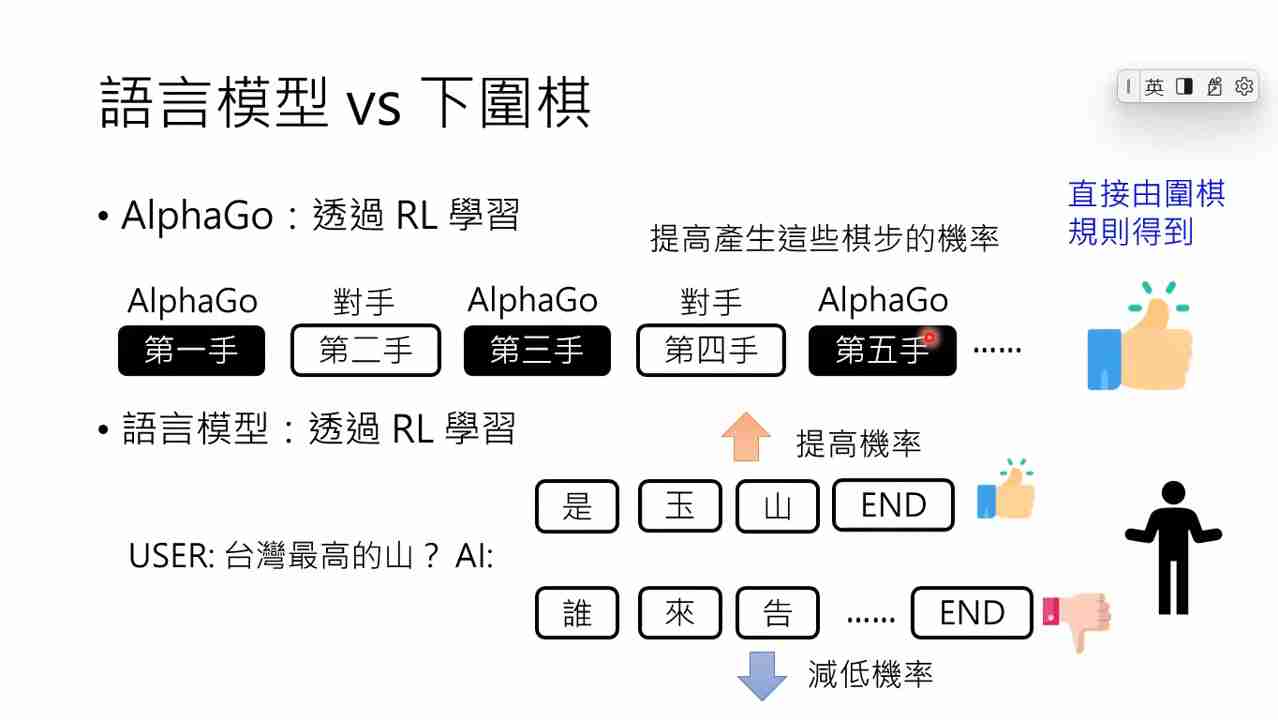 語言模型 vs 下圍棋
英
• AlphaGo：透過 RL 學習
直接由圍棋
規則得到
提高產生這些棋步的機率
AlphaGo 對手 AlphaGo 對手 AlphaGo
第一手 第二手 第三手 第四手 第五手 ……
• 語言模型：透過 RL 學習
提高機率
是 玉 山 END
USER: 台灣最高的山？ AI:
誰 來 告 …… END
減低機率